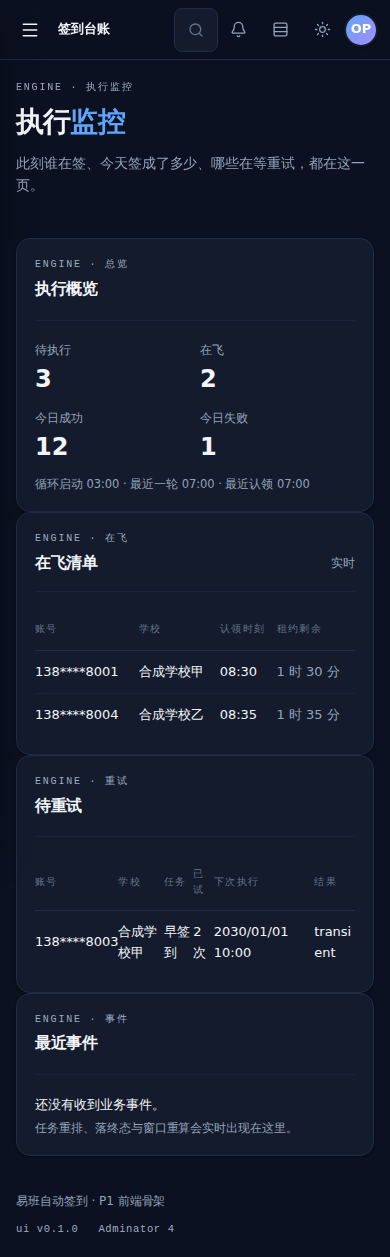 签到台账
OP
ENGINE · 执行监控
执行监控
此刻谁在签、今天签成了多少、哪些在等重试，都在这一
页。
ENGINE · 总览
执行概览
待执行 在飞
3 2
今日成功 今日失败
12 1
循环启动 03:00 · 最近一轮 07:00 · 最近认领 07:00
ENGINE · 在飞
在飞清单 实时
账号 学校 认领时刻 租约剩余
138****8001 合成学校甲 08:30 1 时 30 分
138****8004 合成学校乙 08:35 1 时 35 分
ENGINE · 重试
待重试
账号 学校 任务 已试 下次执行 结果
138****8003 合成学校甲 早签到 2次 2030/01/01 10:00 transient
ENGINE · 事件
最近事件
还没有收到业务事件。
任务重排、落终态与窗口重算会实时出现在这里。
易班自动签到 · P1 前端骨架
ui v0.1.0 Adminator 4